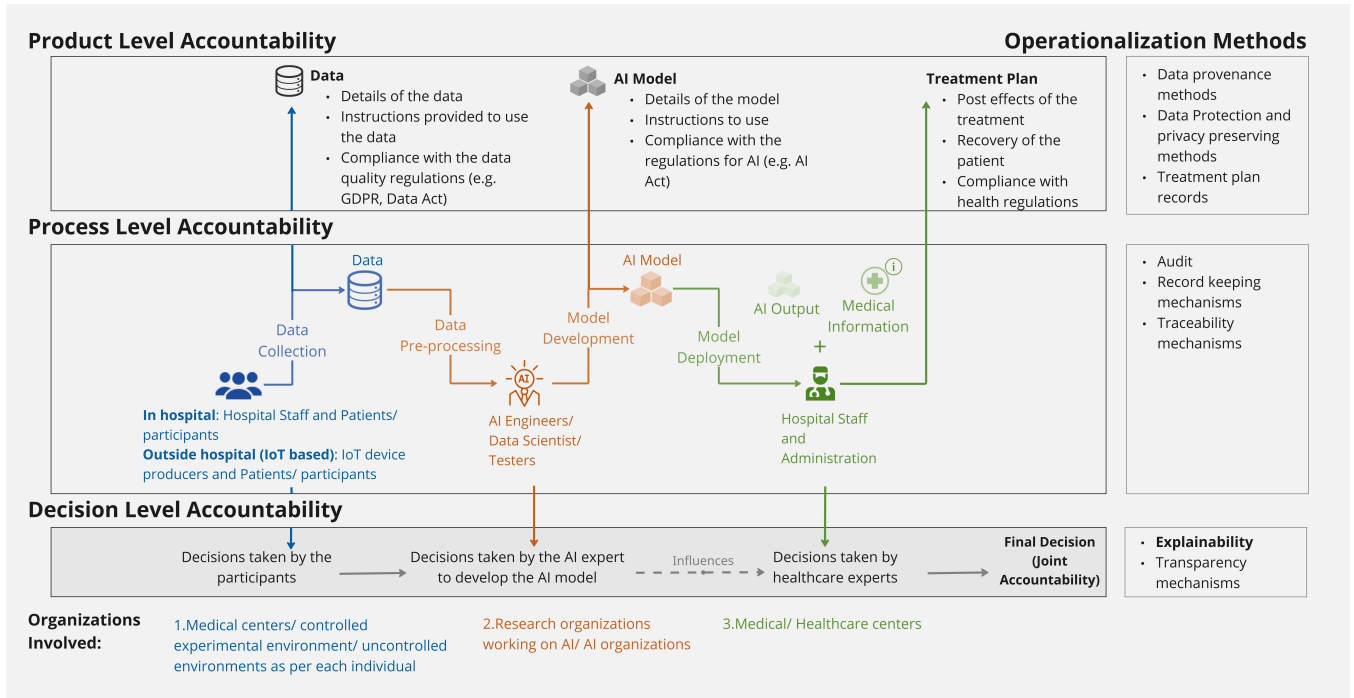 Product Level Accountability
Operationalization Methods
Data
• Details of the data
• Instructions provided to use
the data
• Compliance with the data
quality regulations (e.g.
GDPR, Data Act)
AI Model
• Details of the model
• Instructions to use
• Compliance with the
regulations for AI (e.g. AI
Act)
Treatment Plan
• Post effects of the
treatment
• Recovery of the
patient
• Compliance with
health regulations
• Data provenance
methods
• Data Protection and
privacy preserving
methods
• Treatment plan
records
Process Level Accountability
Data
Data
Collection
In hospital: Hospital Staff and Patients/
participants
Outside hospital (IoT based): IoT device
producers and Patients/ participants
Data
Pre-processing
AI
AI Engineers/
Data Scientist/
Testers
Model
Development
AI Model
Model
Deployment
AI Output
i
Medical
Information
+
Hospital Staff
and
Administration
• Audit
• Record keeping
mechanisms
• Traceability
mechanisms
Decision Level Accountability
Decisions taken by the
participants
Decisions taken by the AI expert
to develop the AI model
Influences
Decisions taken by
healthcare experts
Final Decision
(Joint
Accountability)
• Explainability
• Transparency
mechanisms
Organizations
Involved:
1.Medical centers/ controlled
experimental environment/ uncontrolled
environments as per each individual
2.Research organizations
working on AI/ AI organizations
3.Medical/ Healthcare centers